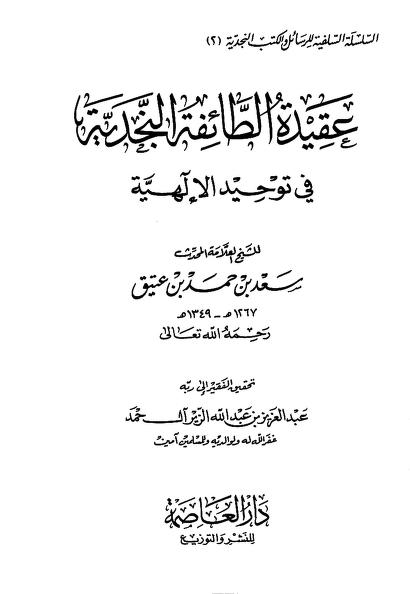 السلسلة السلفية للرسائل والكتب النجدية (٢)
عقيدة الطائفة النجدية
في توحيد الإلٰهية
للشيخ العلامة المحدث
سعد بن حمد بن عتيق
١٢٦٧هـ - ١٣٤٩هـ
رحمه الله تعالى
تحقيق الفقير إلى ربه
عبد العزيز بن عبد الله الزير آل حمد
غفر الله له ولوالديه وللمسلمين آمين
دار العاصمة
للنشر والتوزيع